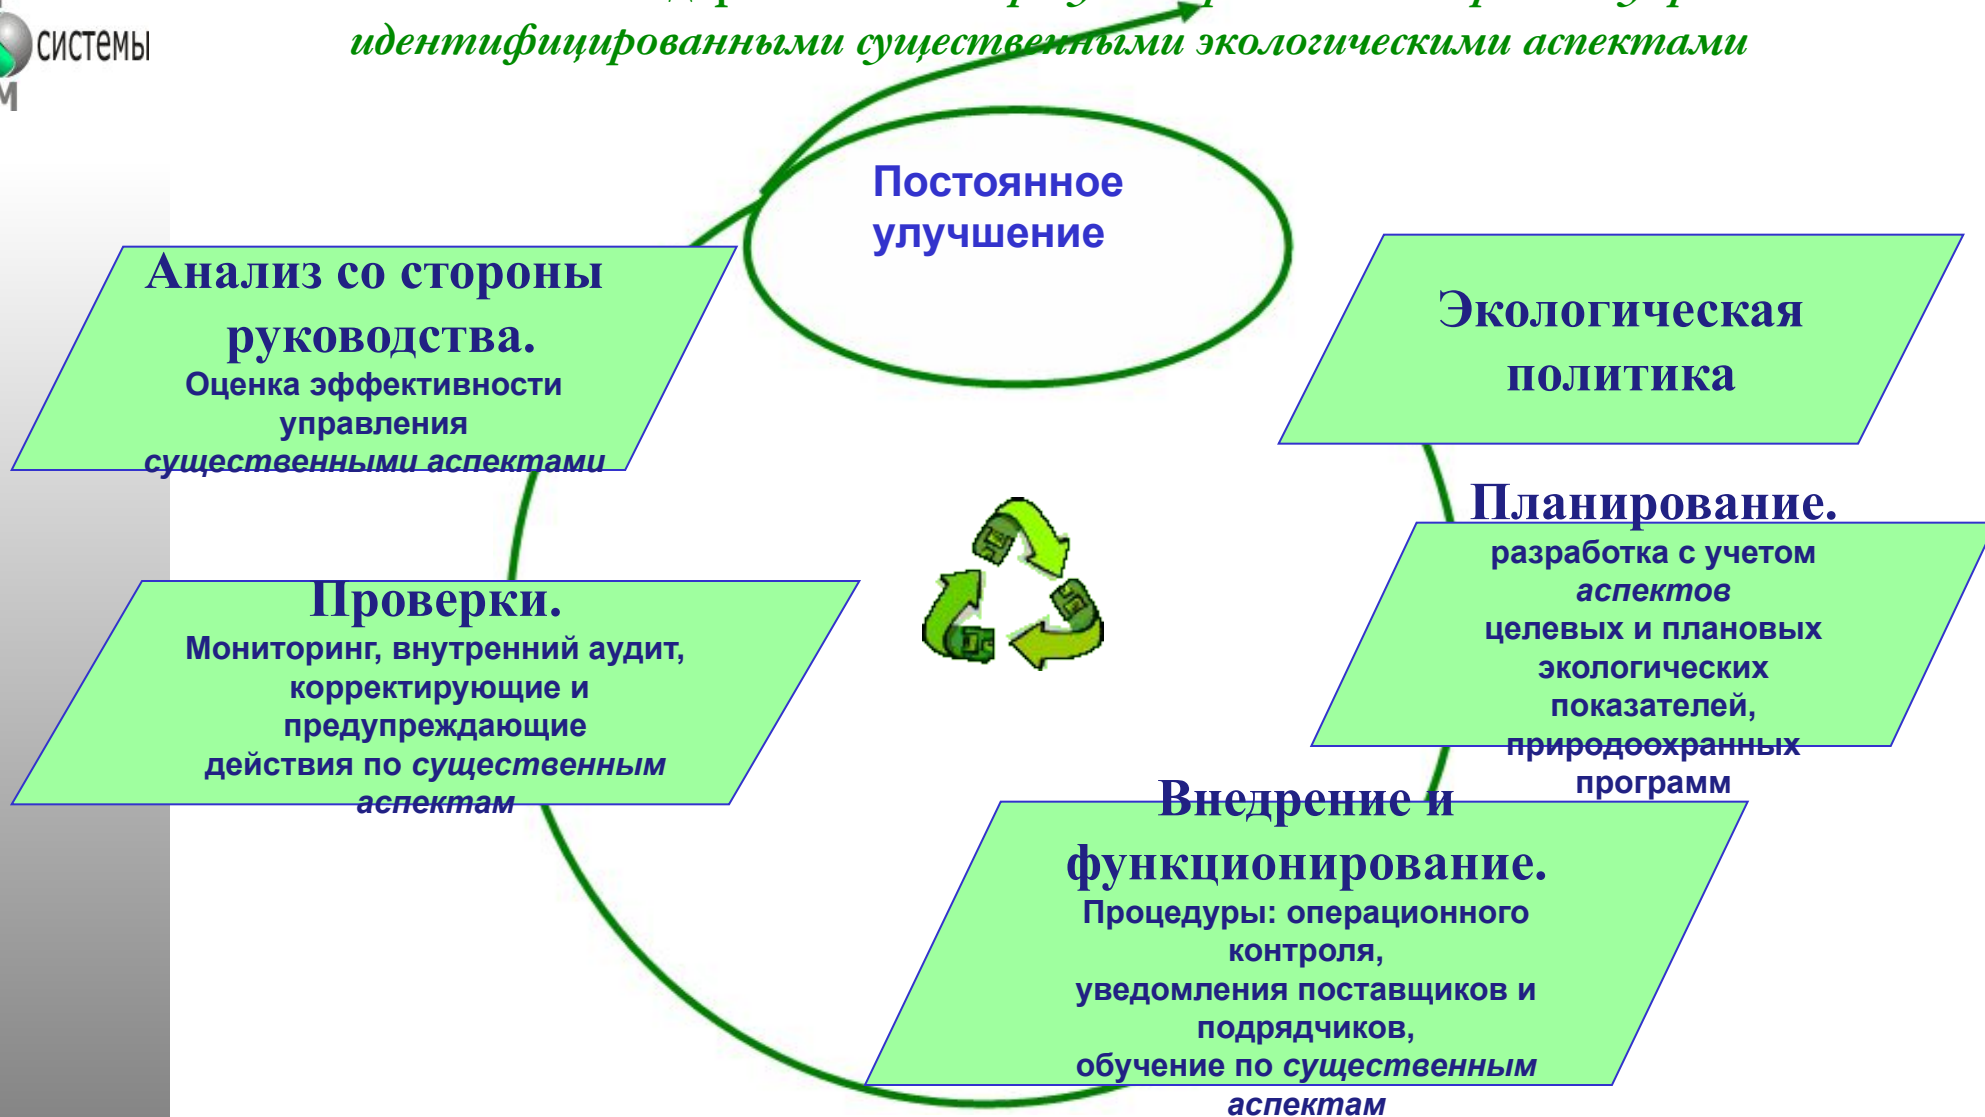 системы
М
идентифицированными существенными экологическими аспектами
Постоянное
улучшение
Анализ со стороны
руководства.
Оценка эффективности
управления
существенными аспектами
Экологическая
политика
Планирование.
разработка с учетом
аспектов
целевых и плановых
экологических
показателей,
природоохранных
программ
Проверки.
Мониторинг, внутренний аудит,
корректирующие и
предупреждающие
действия по существенным
аспектам
Внедрение и
функционирование.
Процедуры: операционного
контроля,
уведомления поставщиков и
подрядчиков,
обучение по существенным
аспектам